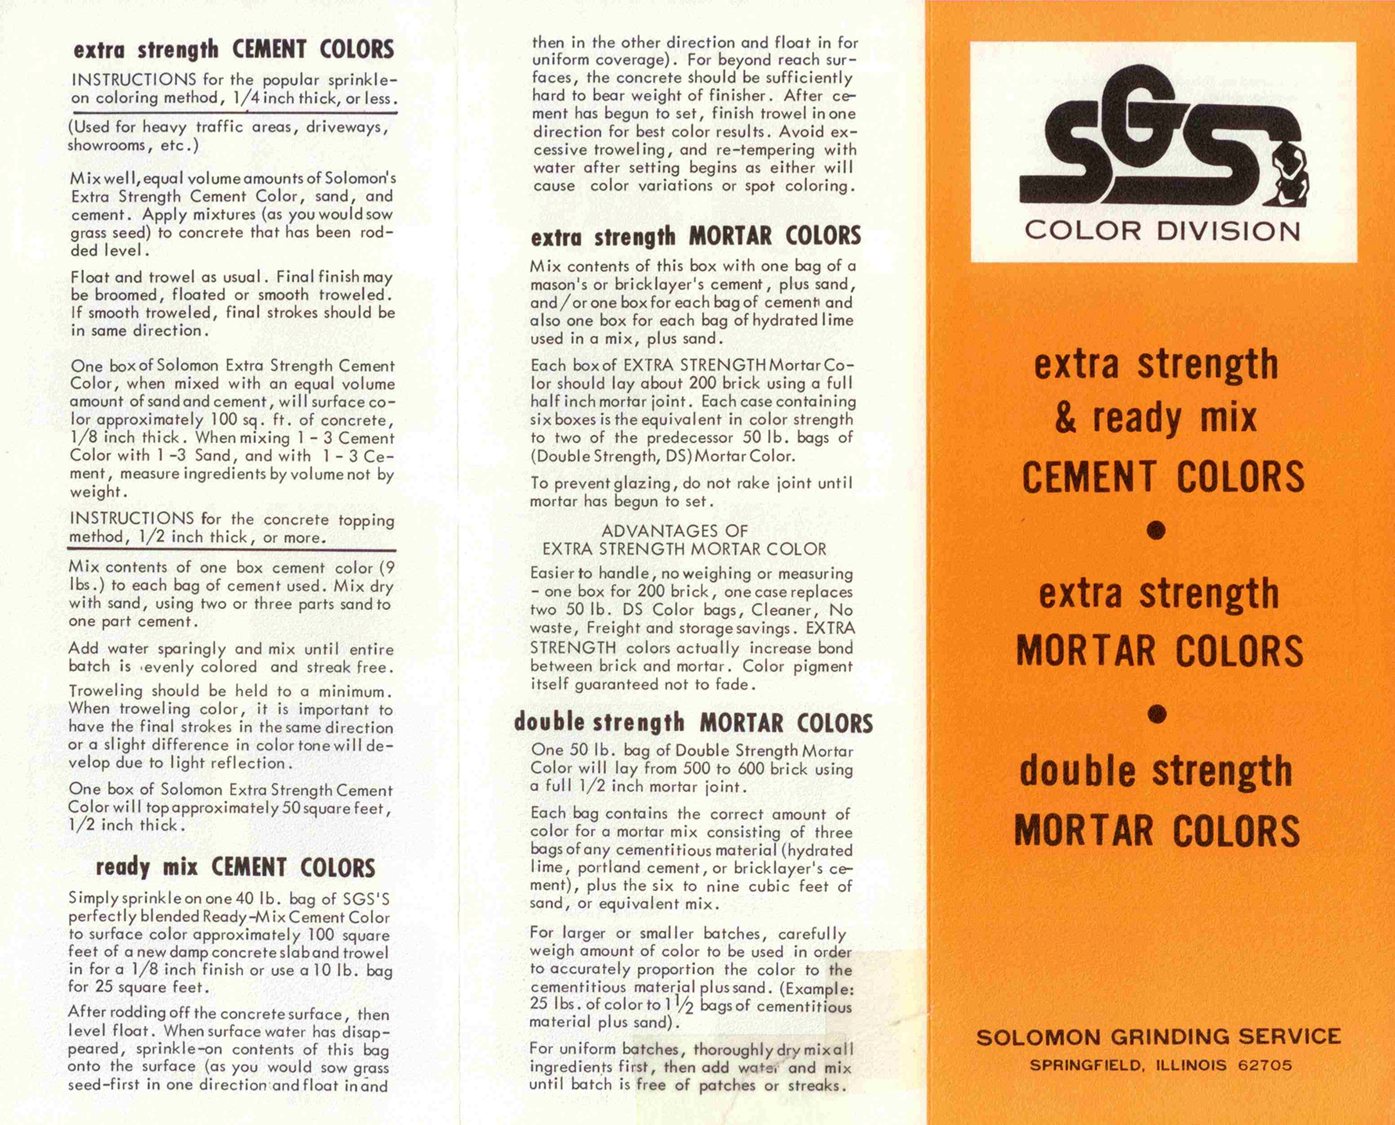 extra strength CEMENT COLORS
INSTRUCTIONS for the popular sprinkle-
on coloring method, 1/4 inch thick, or less.
(Used for heavy traffic areas, driveways,
showrooms, etc.)
Mix well, equal volume amounts of Solomon's
Extra Strength Cement Color, sand, and
cement. Apply mixtures (as you would sow
grass seed) to concrete that has been rod-
ded level.
Float and trowel as usual. Final finish may
be broomed, floated or smooth troweled.
If smooth troweled, final strokes should be
in same direction.
One box of Solomon Extra Strength Cement
Color, when mixed with an equal volume
amount of sand and cement, will surface co-
lor approximately 100 sq. ft. of concrete,
1/8 inch thick. When mixing 1 - 3 Cement
Color with 1 -3 Sand, and with 1 - 3 Ce-
ment, measure ingredients by volume not by
weight.
INSTRUCTIONS for the concrete topping
method, 1/2 inch thick, or more.
Mix contents of one box cement color (9
lbs.) to each bag of cement used. Mix dry
with sand, using two or three parts sand to
one part cement.
Add water sparingly and mix until entire
batch is evenly colored and streak free.
Troweling should be held to a minimum.
When troweling color, it is important to
have the final strokes in the same direction
or a slight difference in color tone will de-
velop due to light reflection.
One box of Solomon Extra Strength Cement
Color will top approximately 50 square feet,
1/2 inch thick.
ready mix CEMENT COLORS
Simply sprinkle on one 40 lb. bag of SGS'S
perfectly blended Ready-Mix Cement Color
to surface color approximately 100 square
feet of a new damp concrete slab and trowel
in for a 1/8 inch finish or use a 10 lb. bag
for 25 square feet.
After rodding off the concrete surface, then
level float. When surface water has disap-
peared, sprinkle-on contents of this bag
onto the surface (as you would sow grass
seed-first in one direction and float in and
then in the other direction and float in for
uniform coverage). For beyond reach sur-
faces, the concrete should be sufficiently
hard to bear weight of finisher. After ce-
ment has begun to set, finish trowel in one
direction for best color results. Avoid ex-
cessive troweling, and re-tempering with
water after setting begins as either will
cause color variations or spot coloring.
extra strength MORTAR COLORS
Mix contents of this box with one bag of a
mason's or bricklayer's cement, plus sand,
and/or one box for each bag of cement and
also one box for each bag of hydrated lime
used in a mix, plus sand.
Each box of EXTRA STRENGTH Mortar Co-
lor should lay about 200 brick using a full
half inch mortar joint. Each case containing
six boxes is the equivalent in color strength
to two of the predecessor 50 lb. bags of
(Double Strength, DS) Mortar Color.
To prevent glazing, do not rake joint until
mortar has begun to set.
ADVANTAGES OF
EXTRA STRENGTH MORTAR COLOR
Easier to handle, no weighing or measuring
- one box for 200 brick, one case replaces
two 50 lb. DS Color bags, Cleaner, No
waste, Freight and storage savings. EXTRA
STRENGTH colors actually increase bond
between brick and mortar. Color pigment
itself guaranteed not to fade.
double strength MORTAR COLORS
One 50 lb. bag of Double Strength Mortar
Color will lay from 500 to 600 brick using
a full 1/2 inch mortar joint.
Each bag contains the correct amount of
color for a mortar mix consisting of three
bags of any cementitious material (hydrated
lime, portland cement, or bricklayer's ce-
ment), plus the six to nine cubic feet of
sand, or equivalent mix.
For larger or smaller batches, carefully
weigh amount of color to be used in order
to accurately proportion the color to the
cementitious material plus sand. (Example:
25 lbs. of color to 1 1/2 bags of cementitious
material plus sand).
For uniform batches, thoroughly dry mix all
ingredients first, then add water and mix
until batch is free of patches or streaks.
SGS
COLOR DIVISION
extra strength
& ready mix
CEMENT COLORS
•
extra strength
MORTAR COLORS
•
double strength
MORTAR COLORS
SOLOMON GRINDING SERVICE
SPRINGFIELD, ILLINOIS 62705